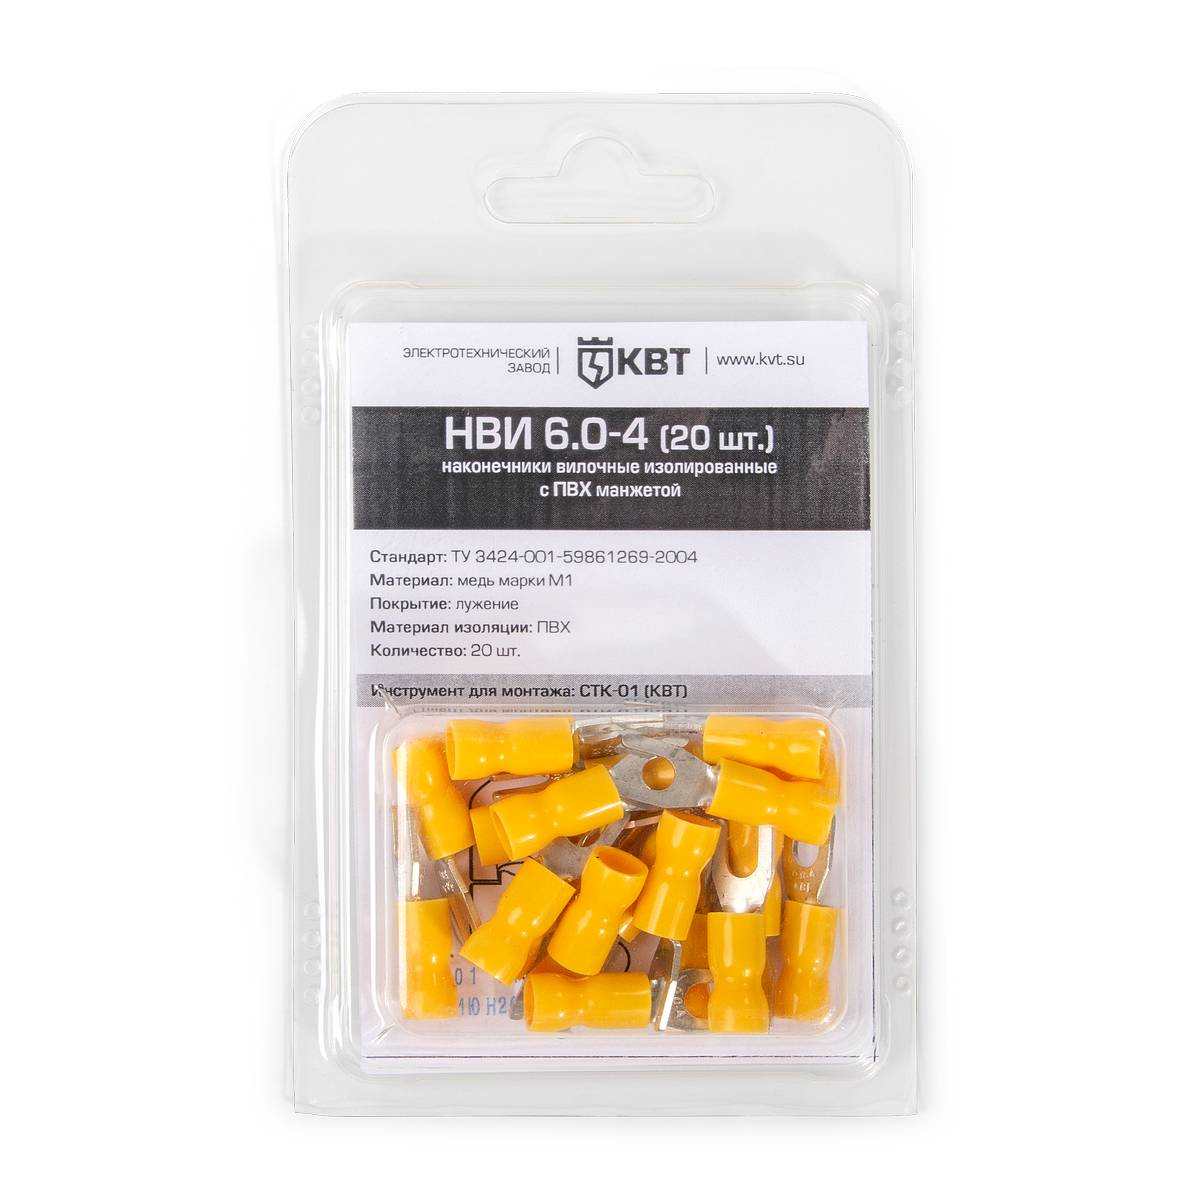 ЭЛЕКТРОТЕХНИЧЕСКИЙ
ЗАВОД
КВТ
www.kvt.su
НВИ 6.0-4 (20 шт.)
наконечники вилочные изолированные
с ПВХ манжетой
Стандарт: ТУ 3424-001-59861269-2004
Материал: медь марки М1
Покрытие: лужение
Материал изоляции: ПВХ
Количество: 20 шт.
Инструмент для монтажа: СТК-01 (КВТ)